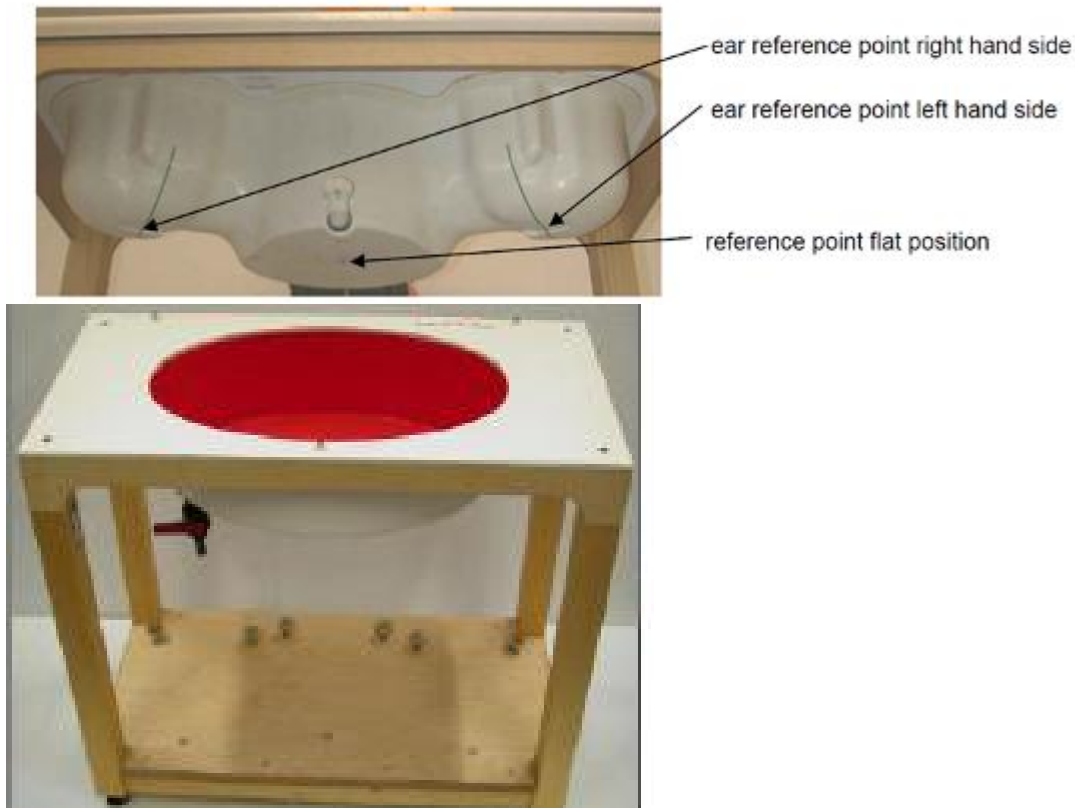 ear reference point right hand side
ear reference point left hand side
reference point flat position